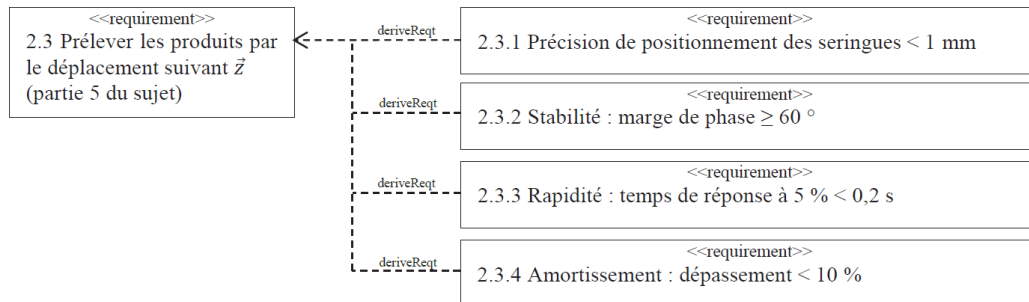 <<requirement>>
2.3 Prélever les produits par
le déplacement suivant z⃗
(partie 5 du sujet)
deriveReqt
<<requirement>>
2.3.1 Précision de positionnement des seringues < 1 mm
deriveReqt
<<requirement>>
2.3.2 Stabilité : marge de phase ≥ 60 °
deriveReqt
<<requirement>>
2.3.3 Rapidité : temps de réponse à 5 % < 0,2 s
deriveReqt
<<requirement>>
2.3.4 Amortissement : dépassement < 10 %